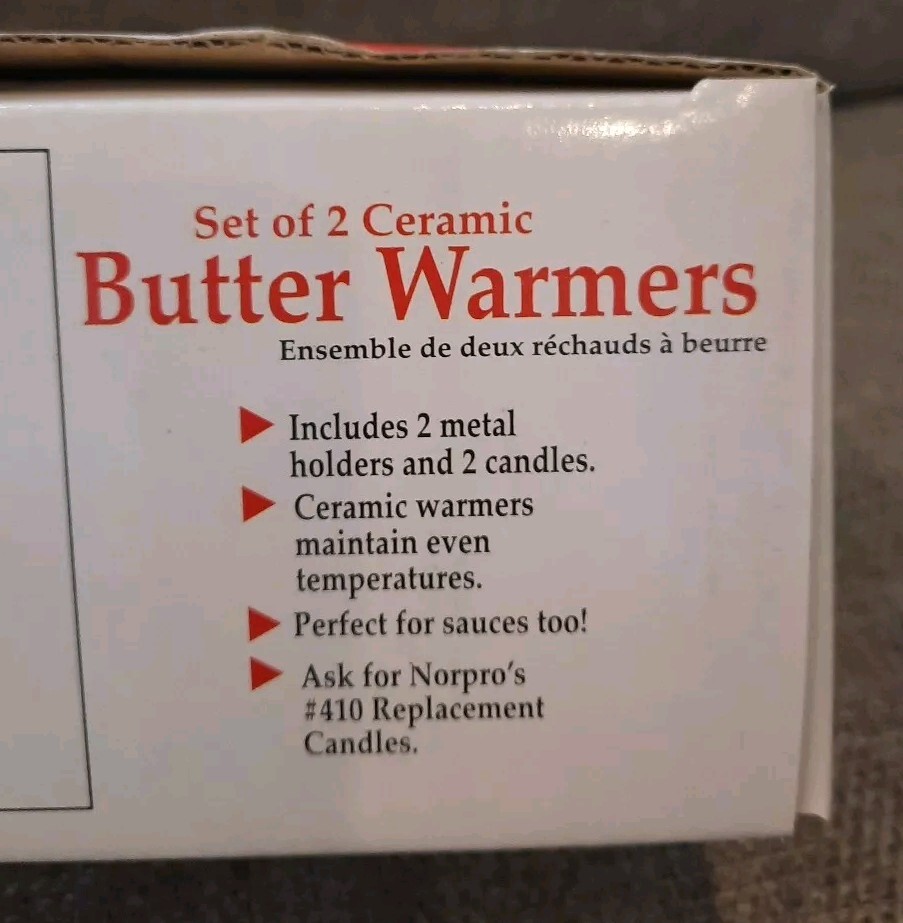 Set of 2 Ceramic
Butter Warmers
Ensemble de deux réchauds à beurre
Includes 2 metal
holders and 2 candles.
Ceramic warmers
maintain even
temperatures.
Perfect for sauces too!
Ask for Norpro's
#410 Replacement
Candles.